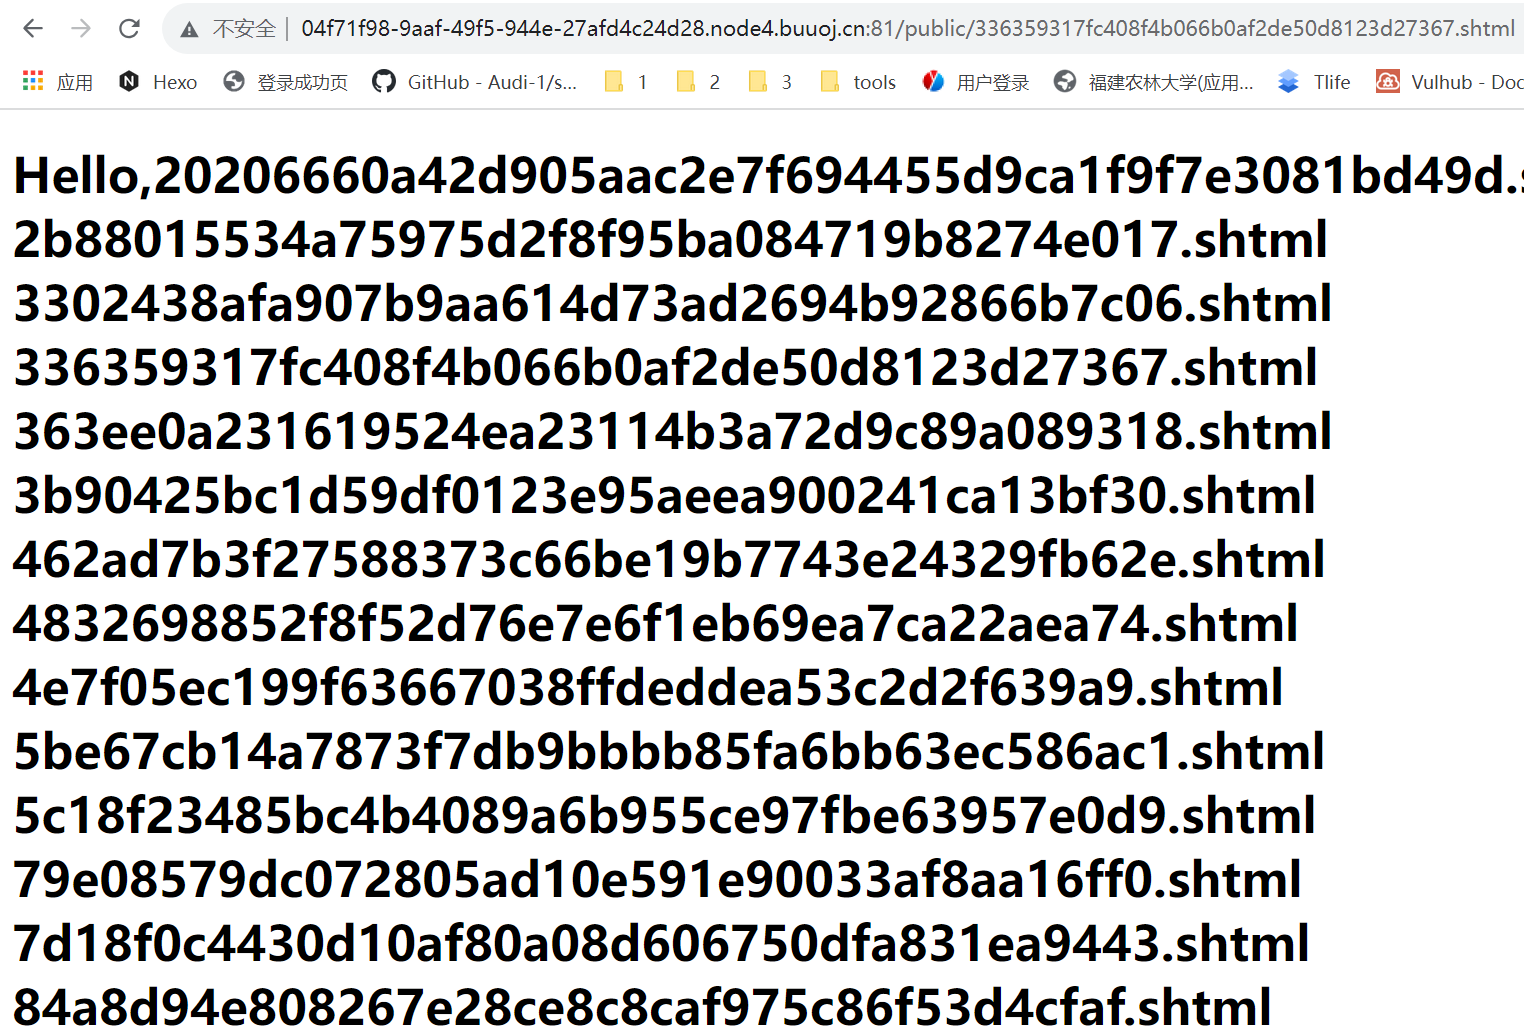 不安全 | 04f71f98-9aaf-49f5-944e-27afd4c24d28.node4.buuoj.cn:81/public/336359317fc408f4b066b0af2de50d8123d27367.shtml
应用 Hexo 登录成功页 GitHub - Audi-1/s... 1 2 3 tools 用户登录 福建农林大学(应用... Tlife Vulhub - Doc
Hello,20206660a42d905aac2e7f694455d9ca1f9f7e3081bd49d.s
2b88015534a75975d2f8f95ba084719b8274e017.shtml
3302438afa907b9aa614d73ad2694b92866b7c06.shtml
336359317fc408f4b066b0af2de50d8123d27367.shtml
363ee0a231619524ea23114b3a72d9c89a089318.shtml
3b90425bc1d59df0123e95aeea900241ca13bf30.shtml
462ad7b3f27588373c66be19b7743e24329fb62e.shtml
4832698852f8f52d76e7e6f1eb69ea7ca22aea74.shtml
4e7f05ec199f63667038ffdeddea53c2d2f639a9.shtml
5be67cb14a7873f7db9bbbb85fa6bb63ec586ac1.shtml
5c18f23485bc4b4089a6b955ce97fbe63957e0d9.shtml
79e08579dc072805ad10e591e90033af8aa16ff0.shtml
7d18f0c4430d10af80a08d606750dfa831ea9443.shtml
84a8d94e808267e28ce8c8caf975c86f53d4cfaf.shtml